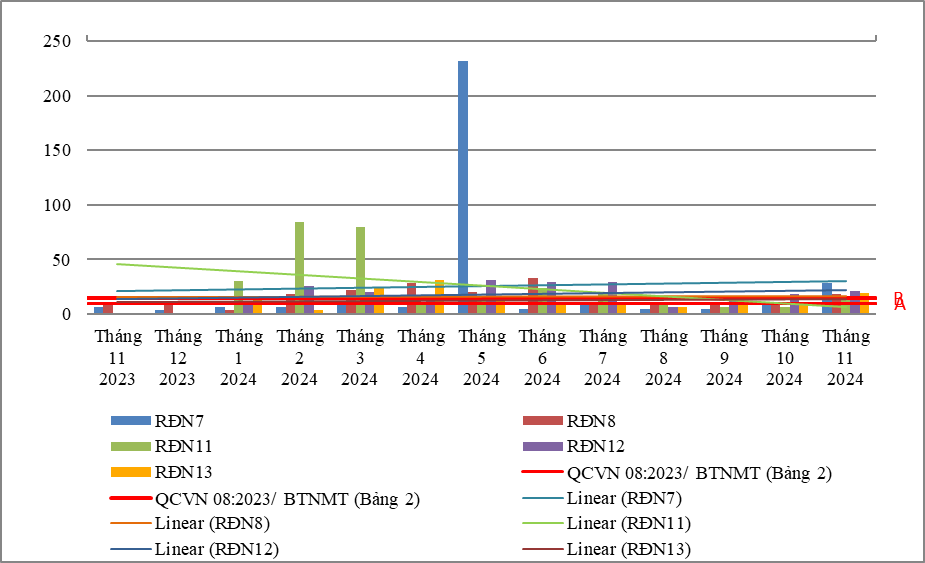 250
200
150
100
50
0
B
A
Tháng Tháng Tháng Tháng Tháng Tháng Tháng Tháng Tháng Tháng Tháng Tháng Tháng
11 12 1 2 3 4 5 6 7 8 9 10 11
2023 2023 2024 2024 2024 2024 2024 2024 2024 2024 2024 2024 2024
RĐN7 RĐN8
RĐN11 RĐN12
RĐN13 QCVN 08:2023/ BTNMT (Bảng 2)
QCVN 08:2023/ BTNMT (Bảng 2) Linear (RĐN7)
Linear (RĐN8) Linear (RĐN11)
Linear (RĐN12) Linear (RĐN13)